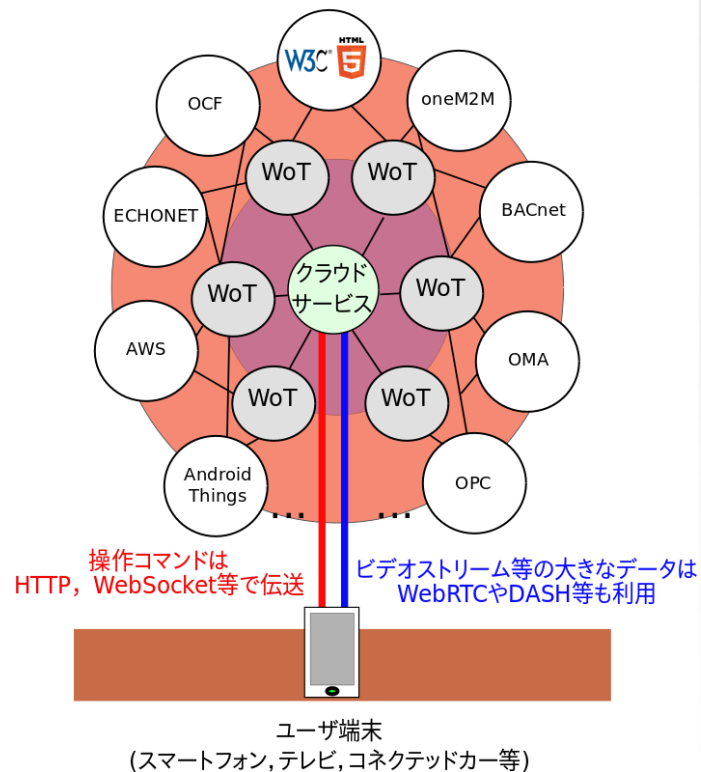 HTML
W3C® 5
OCF
oneM2M
WoT
WoT
ECHONET
BACnet
クラウド
サービス
WoT
WoT
AWS
OMA
WoT
WoT
Android
Things
OPC
...
...
操作コマンドは
HTTP，WebSocket等で伝送
ビデオストリーム等の大きなデータは
WebRTCやDASH等も利用
ユーザ端末
(スマートフォン,テレビ,コネクテッドカー等)